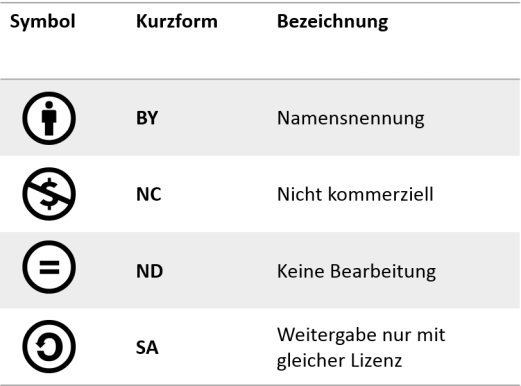 Symbol Kurzform Bezeichnung
BY Namensnennung
$ NC Nicht kommerziell
= ND Keine Bearbeitung
SA Weitergabe nur mit
gleicher Lizenz